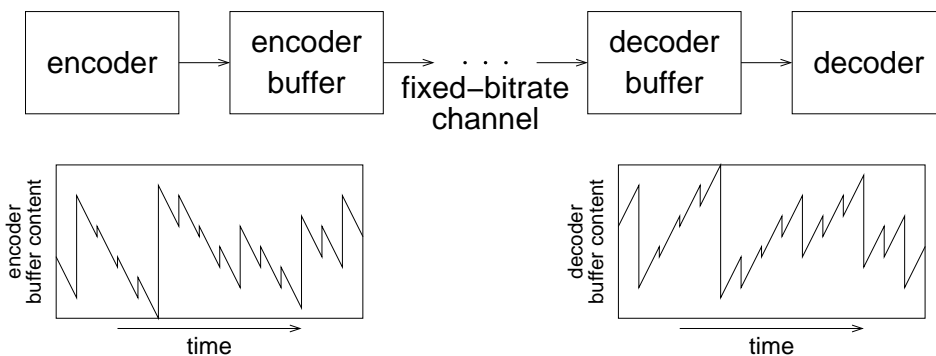 encoder
encoder
buffer
. . .
fixed−bitrate
channel
decoder
buffer
decoder
encoder
buffer content
time
decoder
buffer content
time